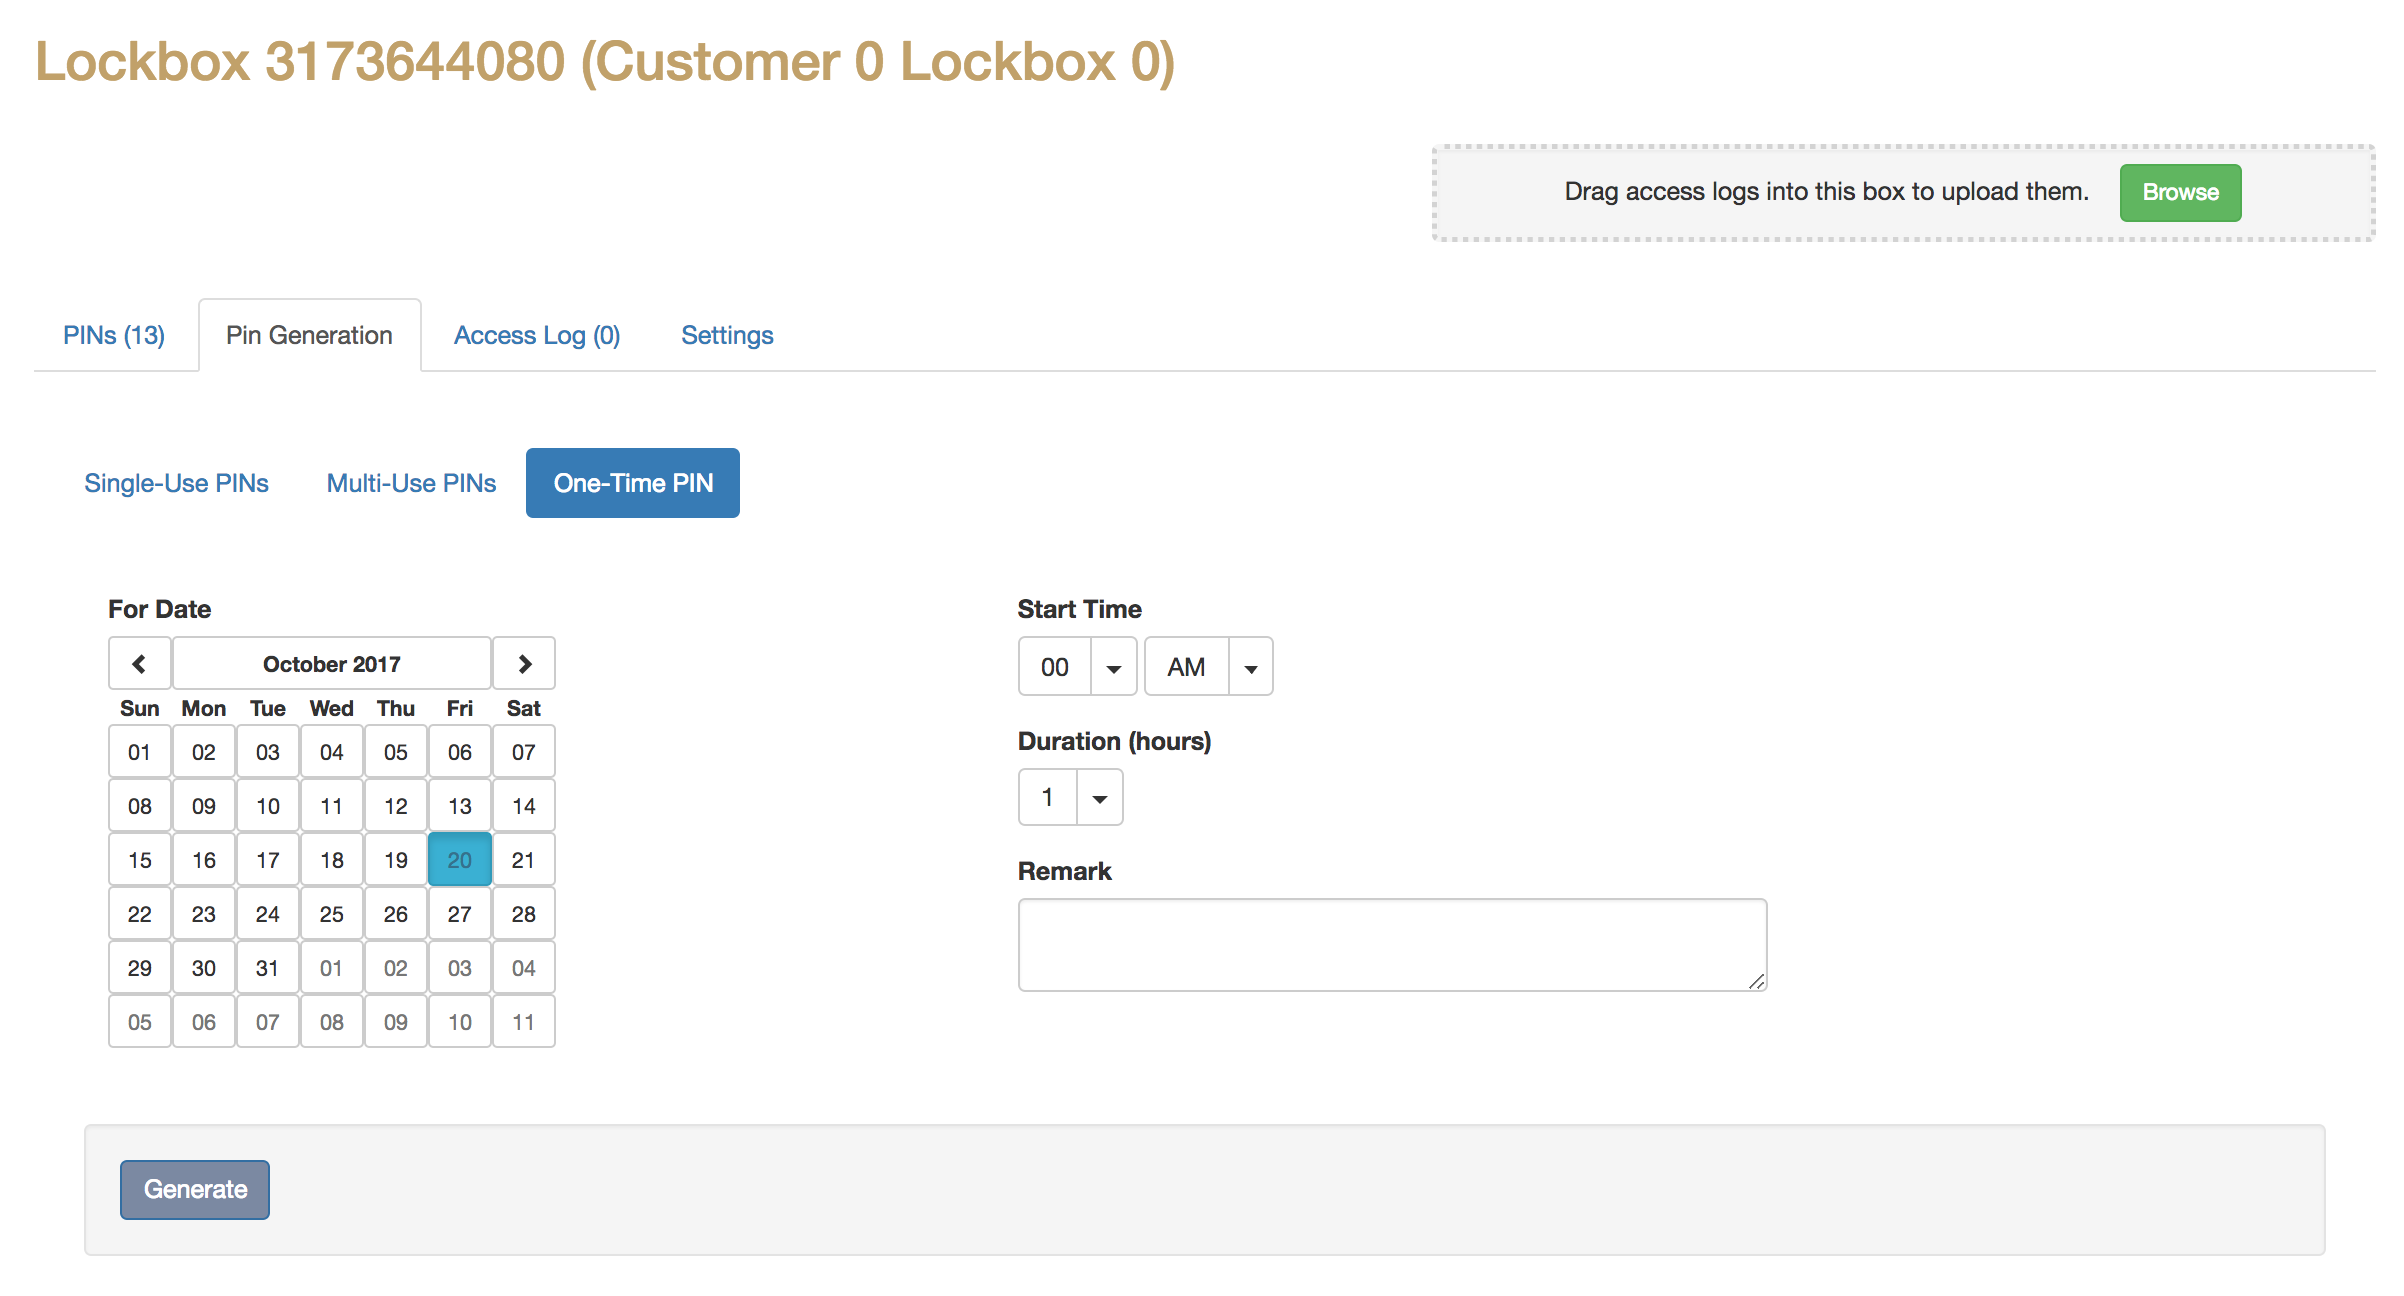 Lockbox 3173644080 (Customer 0 Lockbox 0)
Drag access logs into this box to upload them. Browse
PINs (13) Pin Generation Access Log (0) Settings
Single-Use PINs Multi-Use PINs One-Time PIN
For Date
October 2017
Sun Mon Tue Wed Thu Fri Sat
01 02 03 04 05 06 07
08 09 10 11 12 13 14
15 16 17 18 19 20 21
22 23 24 25 26 27 28
29 30 31 01 02 03 04
05 06 07 08 09 10 11
Start Time
00 AM
Duration (hours)
1
Remark
Generate